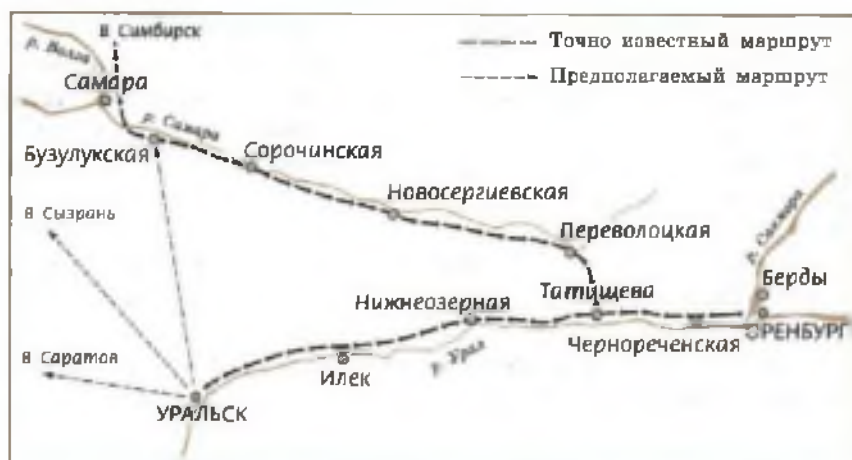 В Симбирск
р. Волга
Точно известный маршрут
Самара
Предполагаемый маршрут
р. Самара
Бузулукская
Сорочинская
Новосергиевская
В Сызрань
Переволоцкая
р. Сакмара
Берды
Нижнеозерная
Татищева
ОРЕНБУРГ
Чернореченская
В Саратов
Илек
р. Урал
УРАЛЬСК